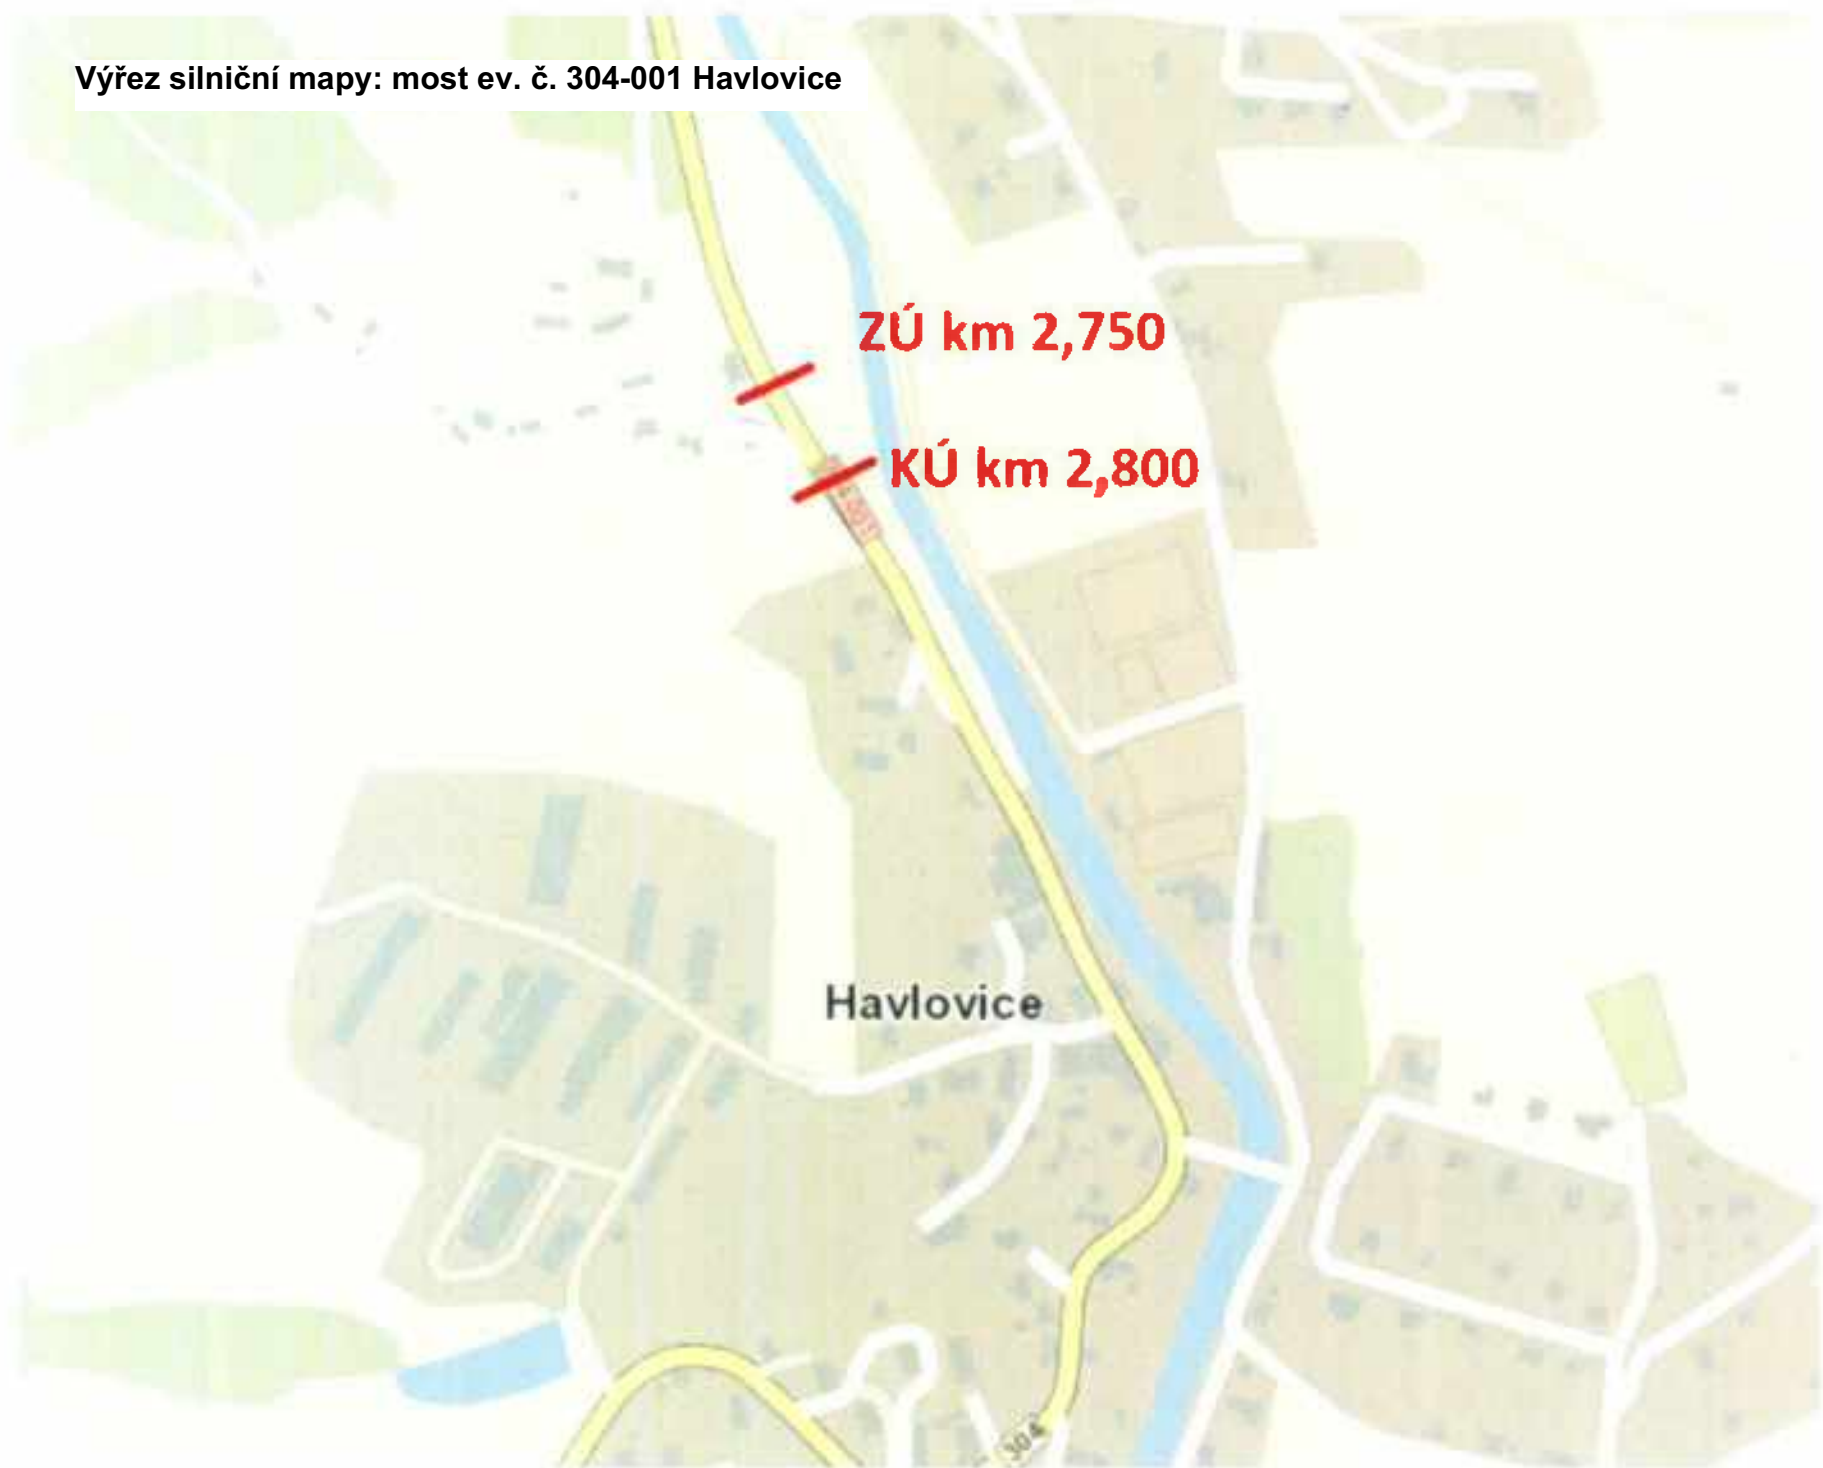 Výřez silniční mapy: most ev. č. 304-001 Havlovice
ZÚ km 2,750
KÚ km 2,800
Havlovice
304